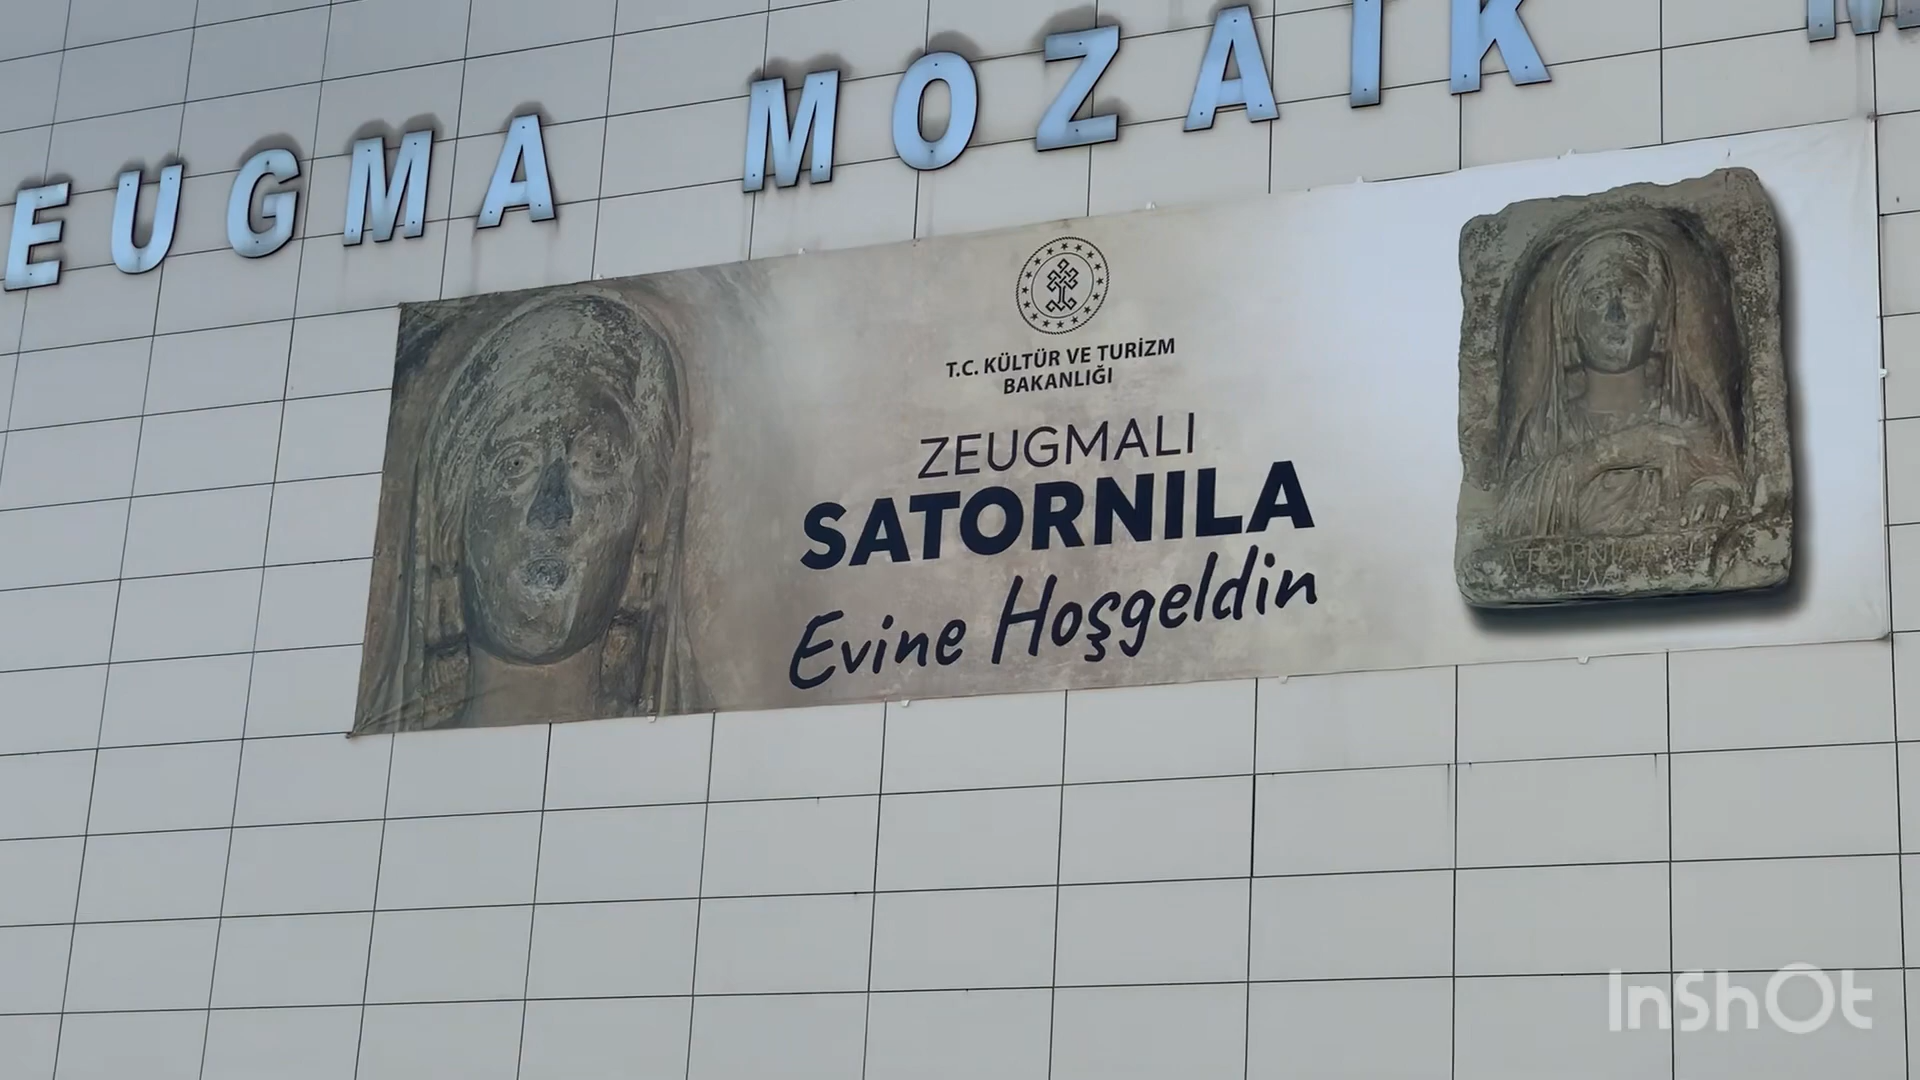 EUGMA MOZAİK M
T.C. KÜLTÜR VE TURİZM
BAKANLIĞI
ZEUGMALI
SATORNILA
Evine Hoşgeldin
InShOt